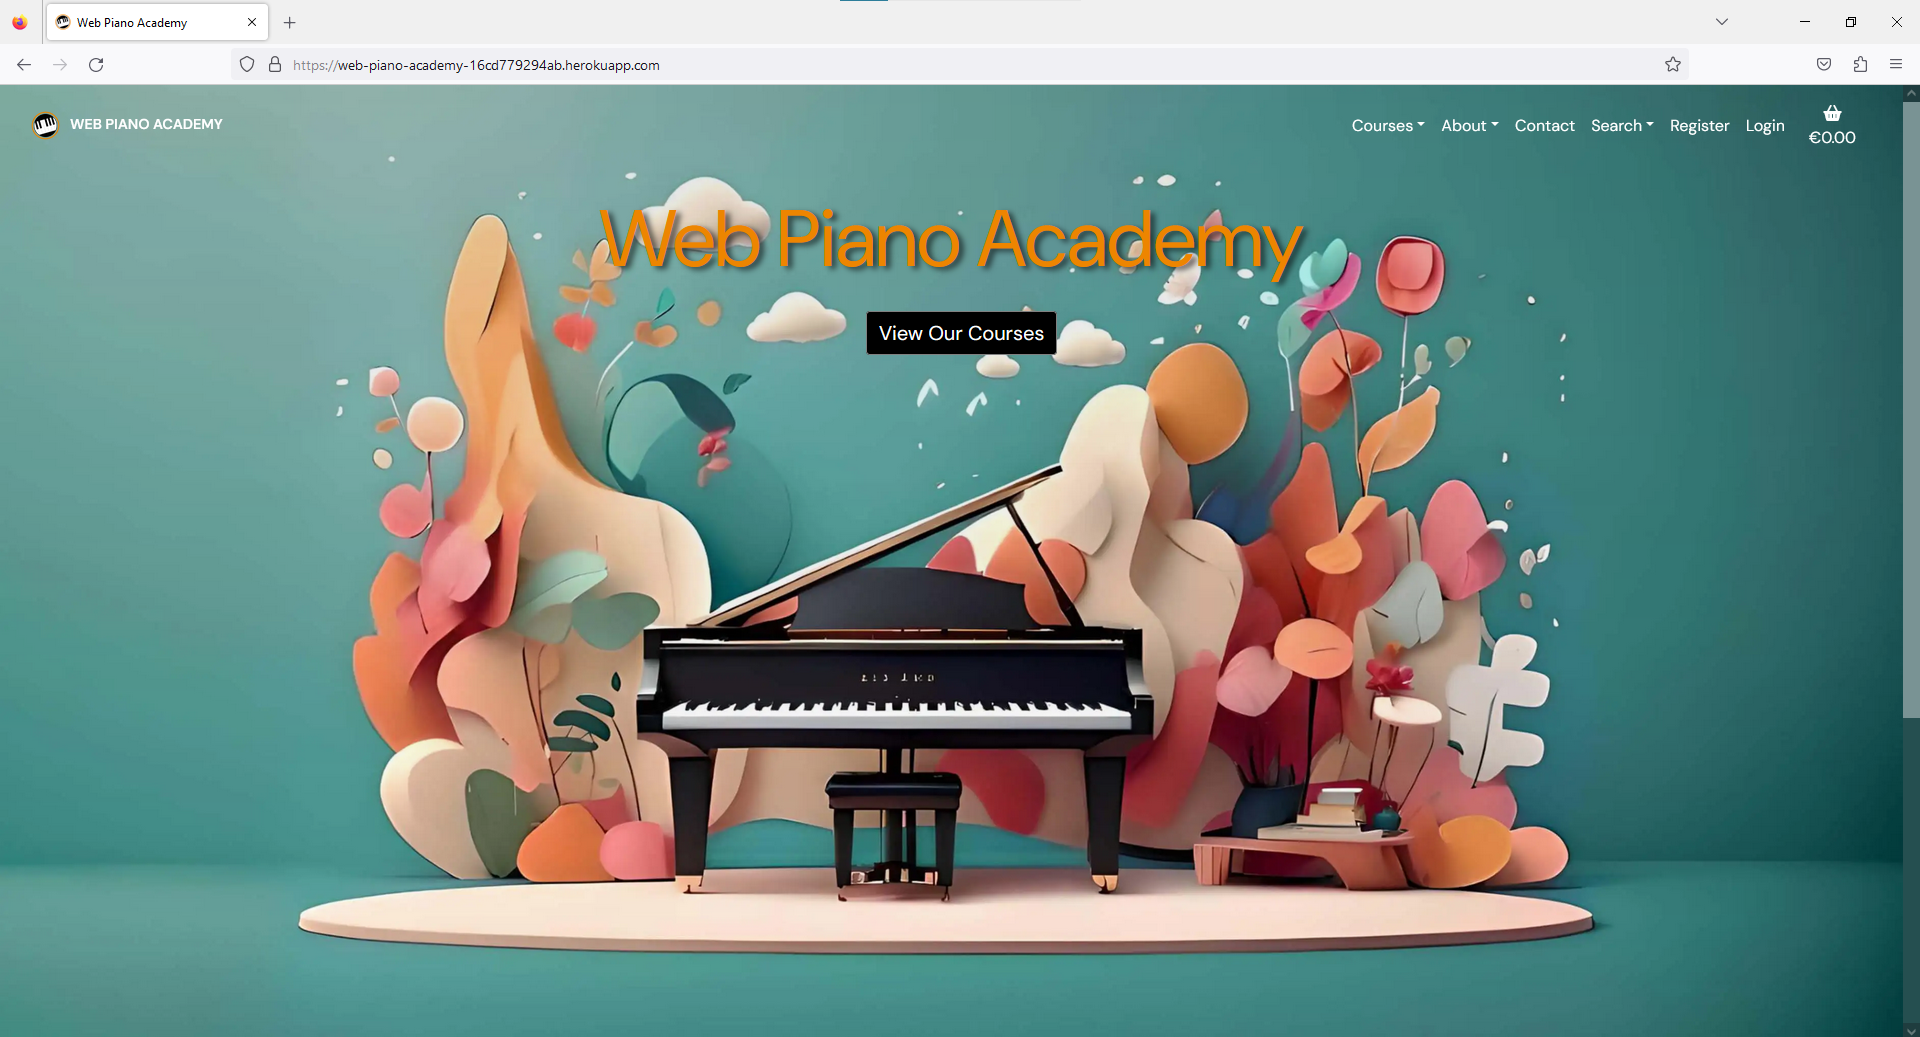 Web Piano Academy
https://web-piano-academy-16cd779294ab.herokuapp.com
WEB PIANO ACADEMY
Courses About Contact Search Register Login
€0.00
Web Piano Academy
View Our Courses